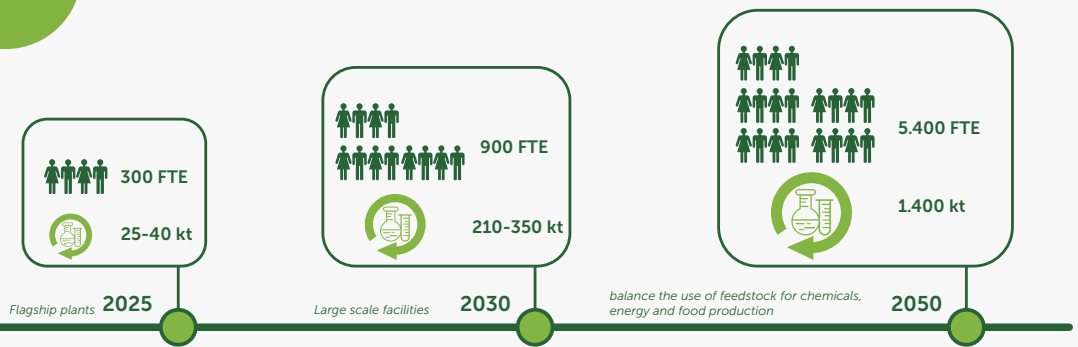 300 FTE
25-40 kt
Flagship plants 2025
900 FTE
210-350 kt
Large scale facilities 2030
5.400 FTE
1.400 kt
balance the use of feedstock for chemicals,
energy and food production
2050